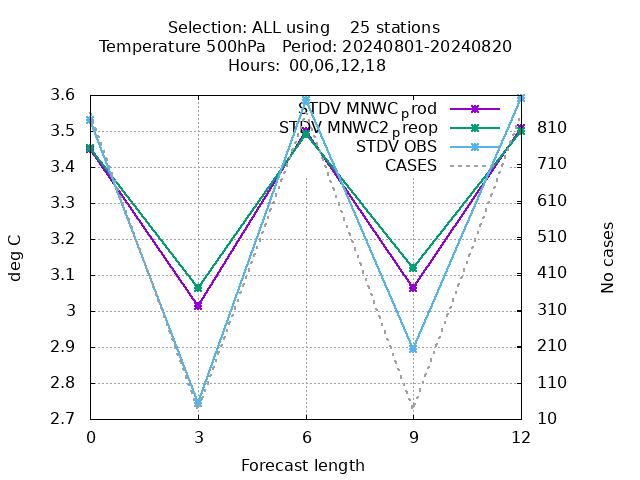 Selection: ALL using    25 stations
Temperature 500hPa   Period: 20240801-20240820
Hours: 00,06,12,18
STDV MNWC_prod
STDV MNWC2_preop
STDV OBS
CASES
3.6
3.5
3.4
3.3
3.2
3.1
3
2.9
2.8
2.7
810
710
610
510
410
310
210
110
10
deg C
No cases
0 3 6 9 12
Forecast length